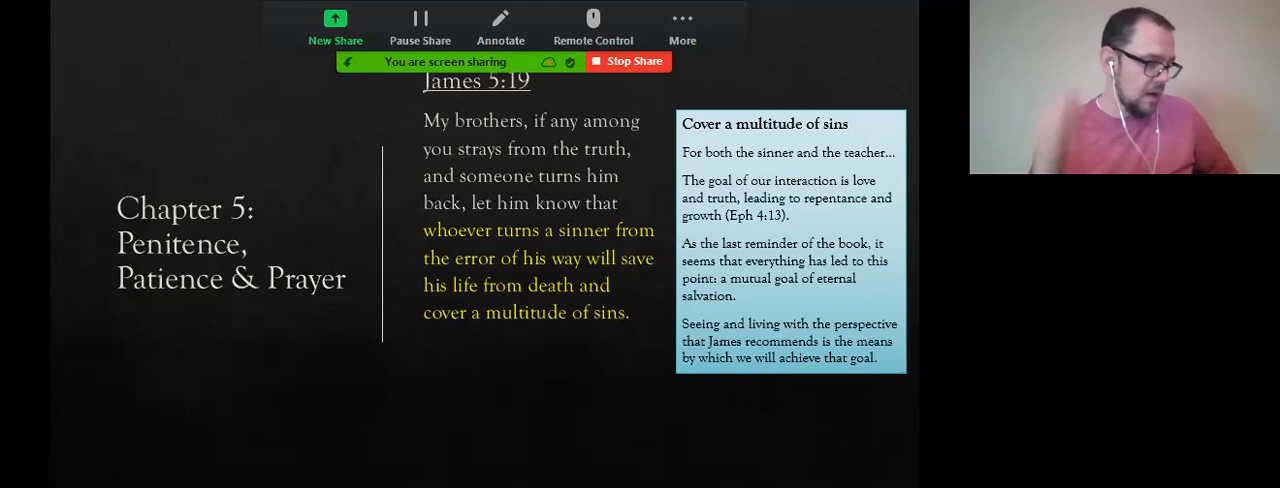 New Share
Pause Share
Annotate
Remote Control
More
You are screen sharing
Stop Share
James 5:19
My brothers, if any among
you strays from the truth,
and someone turns him
back, let him know that
whoever turns a sinner from
the error of his way will save
his life from death and
cover a multitude of sins.
Chapter 5:
Penitence,
Patience & Prayer
Cover a multitude of sins
For both the sinner and the teacher...
The goal of our interaction is love
and truth, leading to repentance and
growth (Eph 4:13).
As the last reminder of the book, it
seems that everything has led to this
point: a mutual goal of eternal
salvation.
Seeing and living with the perspective
that James recommends is the means
by which we will achieve that goal.